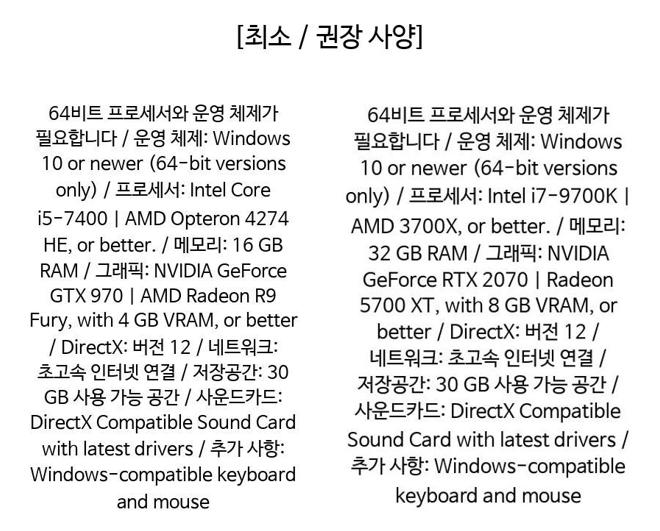 [최소 / 권장 사양]
64비트 프로세서와 운영 체제가
필요합니다 / 운영 체제: Windows
10 or newer (64-bit versions
only) / 프로세서: Intel Core
i5-7400 | AMD Opteron 4274
HE, or better. / 메모리: 16 GB
RAM / 그래픽: NVIDIA GeForce
GTX 970 | AMD Radeon R9
Fury, with 4 GB VRAM, or better
/ DirectX: 버전 12 / 네트워크:
초고속 인터넷 연결 / 저장공간: 30
GB 사용 가능 공간 / 사운드카드:
DirectX Compatible Sound Card
with latest drivers / 추가 사항:
Windows-compatible keyboard
and mouse
64비트 프로세서와 운영 체제가
필요합니다 / 운영 체제: Windows
10 or newer (64-bit versions
only) / 프로세서: Intel i7-9700K |
AMD 3700X, or better. / 메모리:
32 GB RAM / 그래픽: NVIDIA
GeForce RTX 2070 | Radeon
5700 XT, with 8 GB VRAM, or
better / DirectX: 버전 12 /
네트워크: 초고속 인터넷 연결 /
저장공간: 30 GB 사용 가능 공간 /
사운드카드: DirectX Compatible
Sound Card with latest drivers /
추가 사항: Windows-compatible
keyboard and mouse